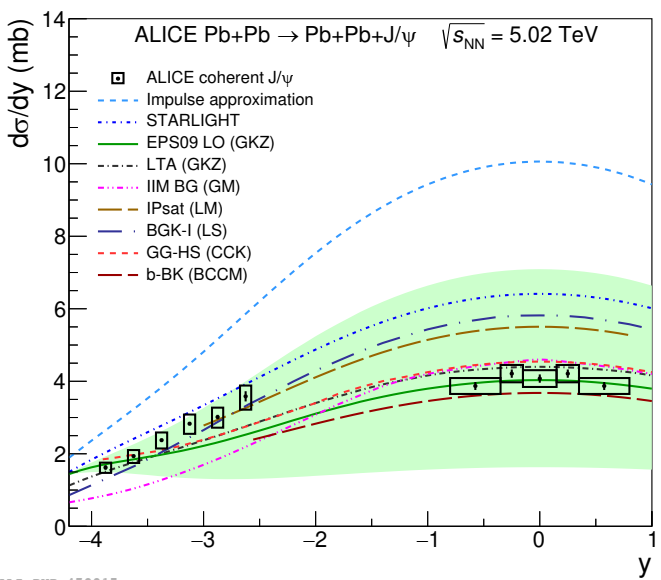 ALICE Pb+Pb → Pb+Pb+J/ψ √sNN = 5.02 TeV
dσ/dy (mb)
ALICE coherent J/ψ
Impulse approximation
STARLIGHT
EPS09 LO (GKZ)
LTA (GKZ)
IIM BG (GM)
IPsat (LM)
BGK-I (LS)
GG-HS (CCK)
b-BK (BCCM)
14
12
10
8
6
4
2
0
−4 −3 −2 −1 0 1
y